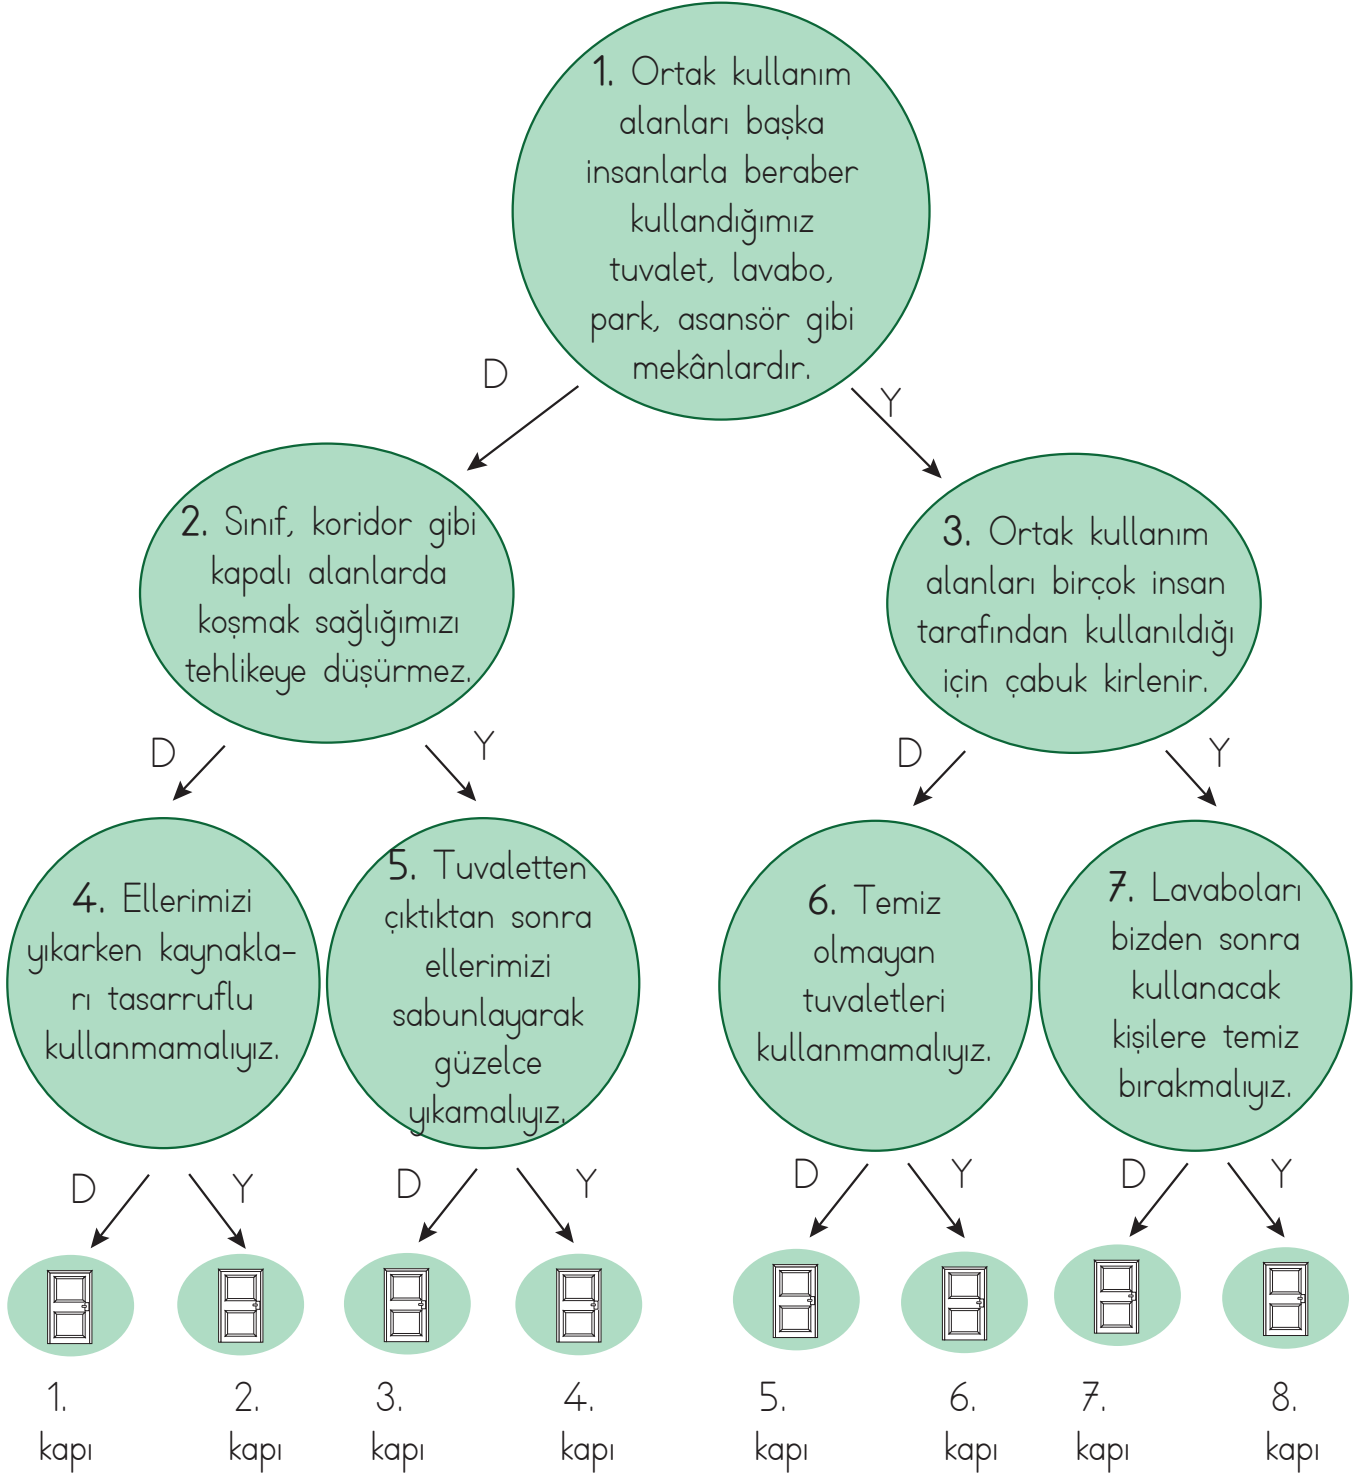 1. Ortak kullanım
alanları başka
insanlarla beraber
kullandığımız
tuvalet, lavabo,
park, asansör gibi
mekânlardır.
D
Y
2. Sınıf, koridor gibi
kapalı alanlarda
koşmak sağlığımızı
tehlikeye düşürmez.
3. Ortak kullanım
alanları birçok insan
tarafından kullanıldığı
için çabuk kirlenir.
D
Y
D
Y
4. Ellerimizi
yıkarken kaynakla-
rı tasarruflu
kullanmamalıyız.
5. Tuvaletten
çıktıktan sonra
ellerimizi
sabunlayarak
güzelce
yıkamalıyız.
6. Temiz
olmayan
tuvaletleri
kullanmamalıyız.
7. Lavaboları
bizden sonra
kullanacak
kişilere temiz
bırakmalıyız.
D
Y
D
Y
D
Y
D
Y
1.
kapı
2.
kapı
3.
kapı
4.
kapı
5.
kapı
6.
kapı
7.
kapı
8.
kapı